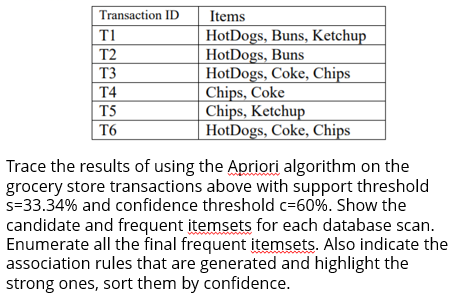 Transaction ID Items
T1 HotDogs, Buns, Ketchup
T2 HotDogs, Buns
T3 HotDogs, Coke, Chips
T4 Chips, Coke
T5 Chips, Ketchup
T6 HotDogs, Coke, Chips
Trace the results of using the Apriori algorithm on the
grocery store transactions above with support threshold
s=33.34% and confidence threshold c=60%. Show the
candidate and frequent itemsets for each database scan.
Enumerate all the final frequent itemsets. Also indicate the
association rules that are generated and highlight the
strong ones, sort them by confidence.